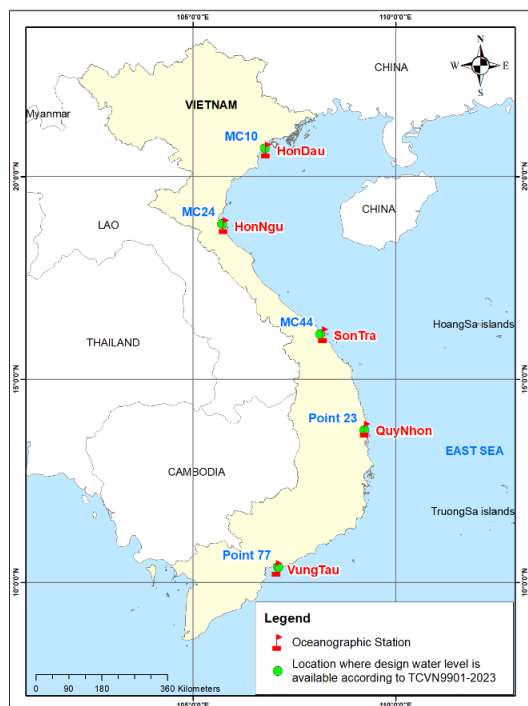 105°0'0"E
110°0'0"E
N
W
E
S
CHINA
VIETNAM
Myanmar
MC10
HonDau
20°0'0"N
20°0'0"N
CHINA
MC24
HonNgu
LAO
MC44
SonTra
HoangSa islands
THAILAND
15°0'0"N
15°0'0"N
Point 23
QuyNhon
EAST SEA
CAMBODIA
TruongSa islands
Point 77
VungTau
10°0'0"N
10°0'0"N
Legend
Oceanographic Station
Location where design water level is
available according to TCVN9901-2023
0 90 180 360 Kilometers
105°0'0"E
110°0'0"E